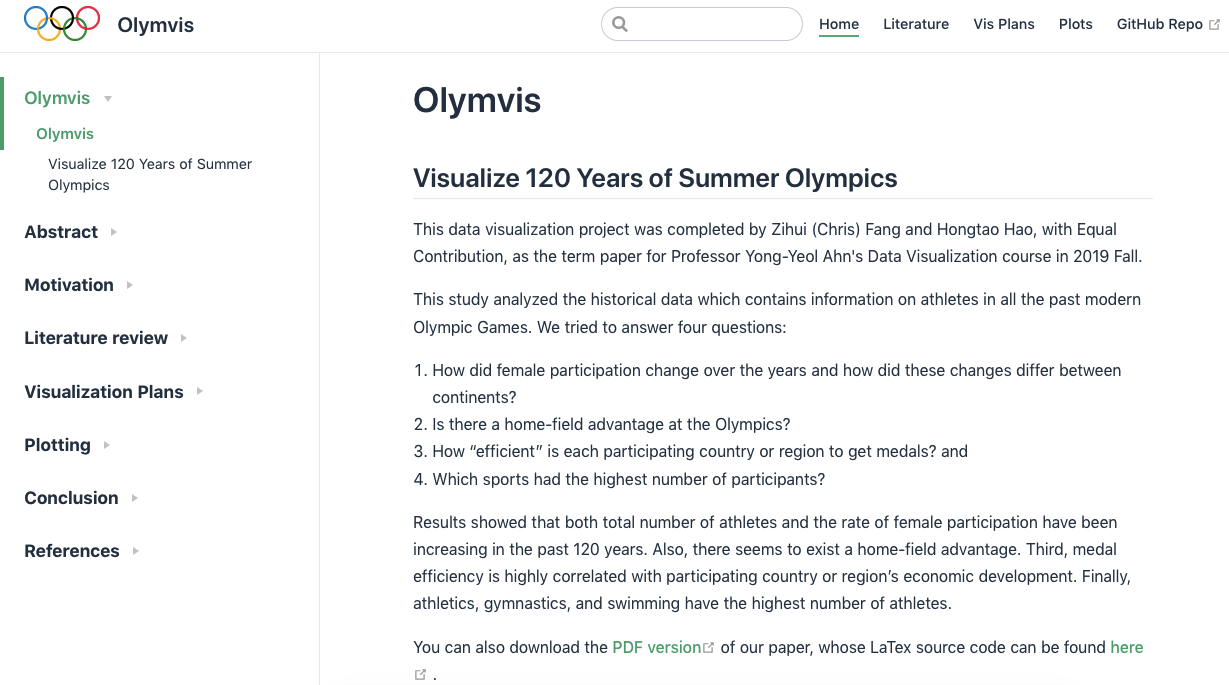 Olymvis
Home
Literature
Vis Plans
Plots
GitHub Repo
Olymvis
Olymvis
Visualize 120 Years of Summer
Olympics
Abstract
Motivation
Literature review
Visualization Plans
Plotting
Conclusion
References
Olymvis
Visualize 120 Years of Summer Olympics
This data visualization project was completed by Zihui (Chris) Fang and Hongtao Hao, with Equal
Contribution, as the term paper for Professor Yong-Yeol Ahn's Data Visualization course in 2019 Fall.
This study analyzed the historical data which contains information on athletes in all the past modern
Olympic Games. We tried to answer four questions:
1. How did female participation change over the years and how did these changes differ between
continents?
2. Is there a home-field advantage at the Olympics?
3. How “efficient” is each participating country or region to get medals? and
4. Which sports had the highest number of participants?
Results showed that both total number of athletes and the rate of female participation have been
increasing in the past 120 years. Also, there seems to exist a home-field advantage. Third, medal
efficiency is highly correlated with participating country or region’s economic development. Finally,
athletics, gymnastics, and swimming have the highest number of athletes.
You can also download the PDF version of our paper, whose LaTex source code can be found here
.